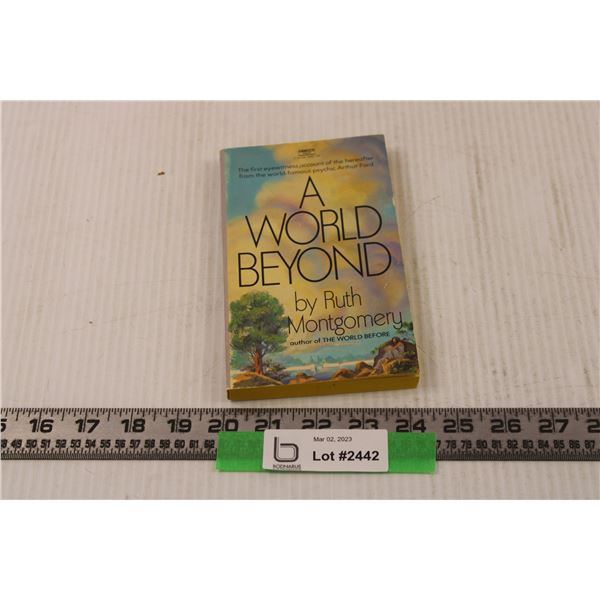 FAWCETT
The first eyewitness account of the hereafter
from the world-famous psychic, Arthur Ford
A
WORLD
BEYOND
by Ruth
Montgomery
author of THE WORLD BEFORE
16 17 18 19 20 21 22 23 24 25 26 27
Mar 02, 2023
BODNARUS
Lot #2442